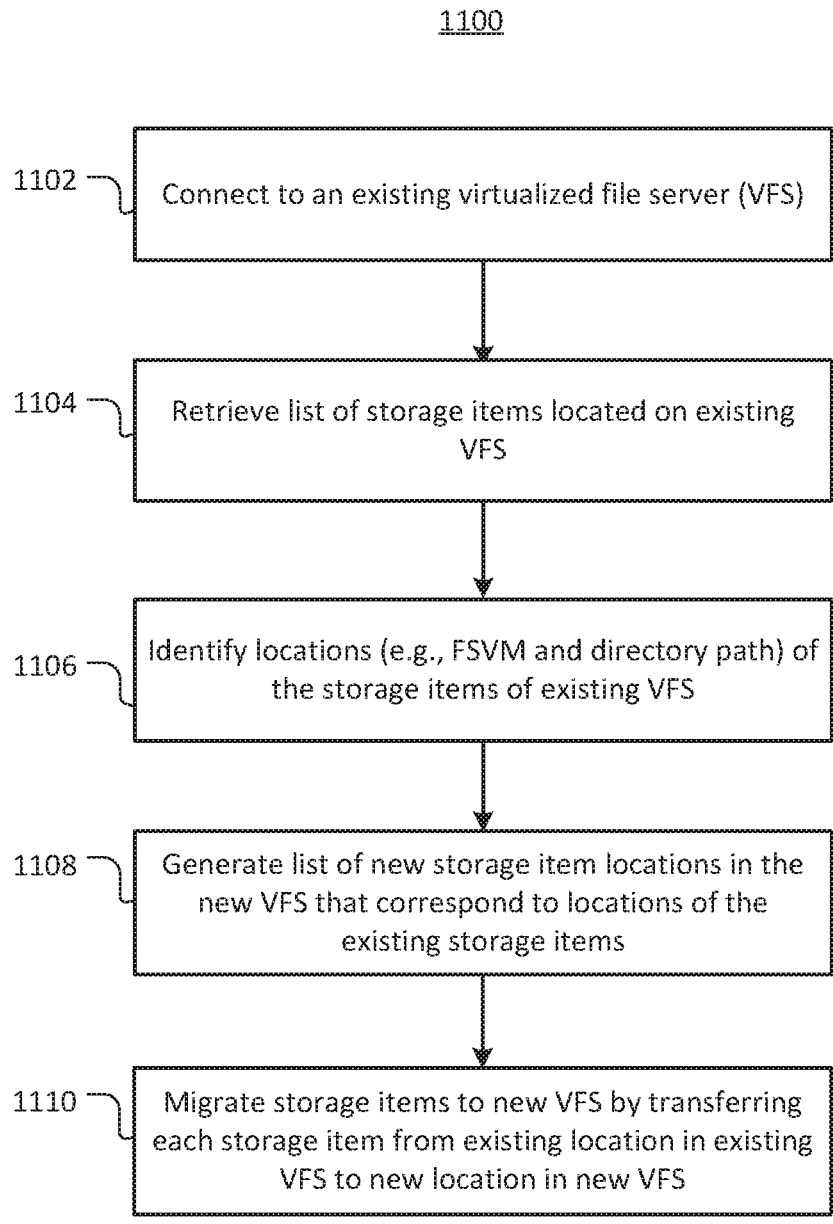 1100
1102
Connect to an existing virtualized file server (VFS)
1104
Retrieve list of storage items located on existing
VFS
1106
Identify locations (e.g., FSVM and directory path) of
the storage items of existing VFS
1108
Generate list of new storage item locations in the
new VFS that correspond to locations of the
existing storage items
1110
Migrate storage items to new VFS by transferring
each storage item from existing location in existing
VFS to new location in new VFS